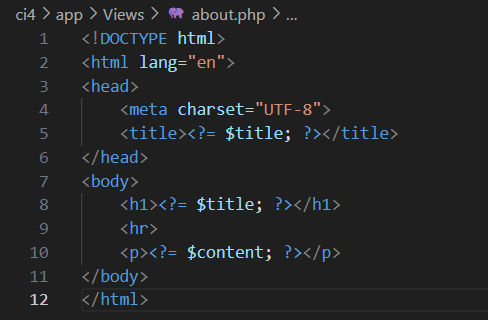 ci4 > app > Views > about.php > ...
1 <!DOCTYPE html>
2 <html lang="en">
3 <head>
4     <meta charset="UTF-8">
5     <title><?= $title; ?></title>
6 </head>
7 <body>
8     <h1><?= $title; ?></h1>
9     <hr>
10     <p><?= $content; ?></p>
11 </body>
12 </html>